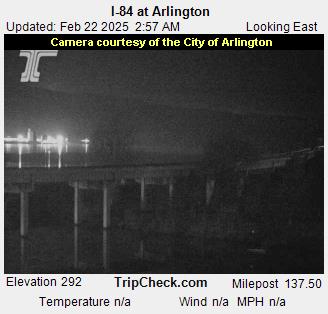 I-84 at Arlington
Updated: Feb 22 2025 2:57 AM Looking East
Camera courtesy of the City of Arlington
Elevation 292 TripCheck.com Milepost 137.50
Temperature n/a Wind n/a MPH n/a